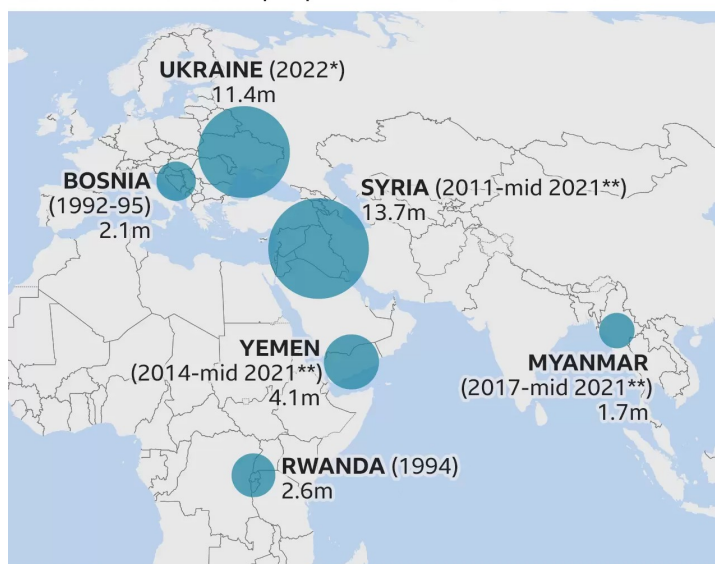 UKRAINE (2022*)
11.4m
BOSNIA
(1992-95)
2.1m
SYRIA (2011-mid 2021**)
13.7m
YEMEN
(2014-mid 2021**)
4.1m
MYANMAR
(2017-mid 2021**)
1.7m
RWANDA (1994)
2.6m